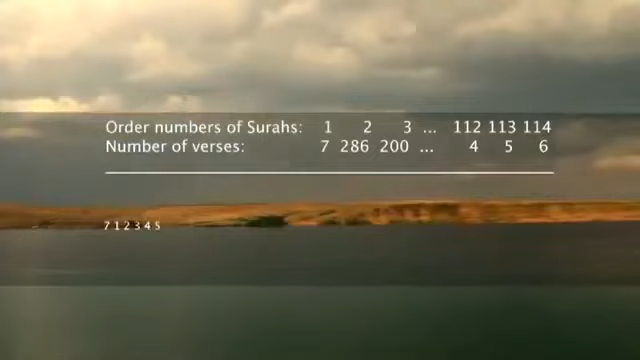 Order numbers of Surahs: 1 2 3 ... 112 113 114
Number of verses: 7 286 200 ... 4 5 6
7 1 2 3 4 5